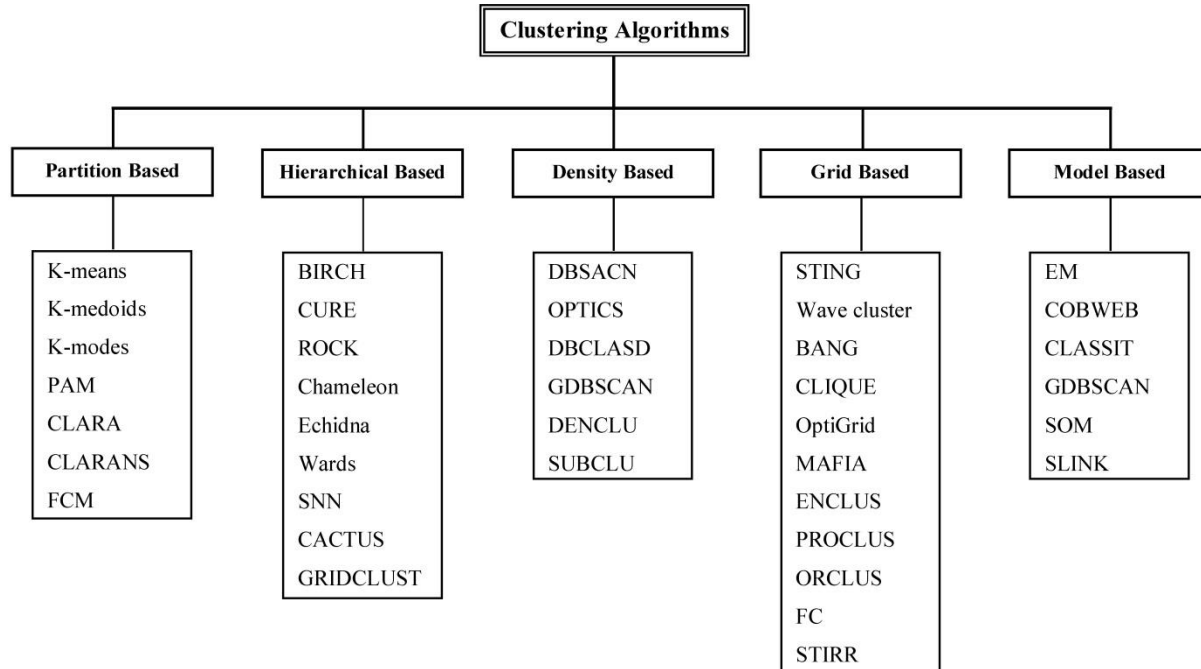 Clustering Algorithms
Partition Based
Hierarchical Based
Density Based
Grid Based
Model Based
K-means
K-medoids
K-modes
PAM
CLARA
CLARANS
FCM
BIRCH
CURE
ROCK
Chameleon
Echidna
Wards
SNN
CACTUS
GRIDCLUST
DBSACN
OPTICS
DBCLASD
GDBSCAN
DENCLU
SUBCLU
STING
Wave cluster
BANG
CLIQUE
OptiGrid
MAFIA
ENCLUS
PROCLUS
ORCLUS
FC
STIRR
EM
COBWEB
CLASSIT
GDBSCAN
SOM
SLINK